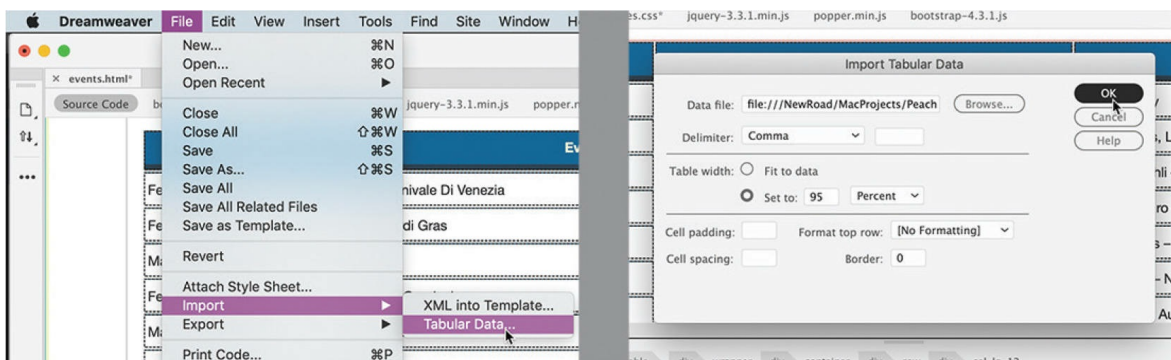 Dreamweaver File Edit View Insert Tools Find Site Window
New... ⌘N
Open... ⌘O
Open Recent ▶
Close ⌘W
Close All ⇧⌘W
Save ⌘S
Save As... ⇧⌘S
Save All
Save All Related Files
Save as Template...
Revert
Attach Style Sheet...
Import ▶
Export ▶
Print Code... ⌘P
XML into Template...
Tabular Data...
× events.html*
Source Code
jquery-3.3.1.min.js
Ev
Fe
nivale Di Venezia
Fe
di Gras
Ma
Fe
Ma
es.css* jquery-3.3.1.min.js popper.min.js bootstrap-4.3.1.js
Import Tabular Data
Data file: file:///NewRoad/MacProjects/Peach Browse...
Delimiter: Comma
Table width: Fit to data
Set to: 95 Percent
Cell padding: Format top row: [No Formatting]
Cell spacing: Border: 0
OK
Cancel
Help